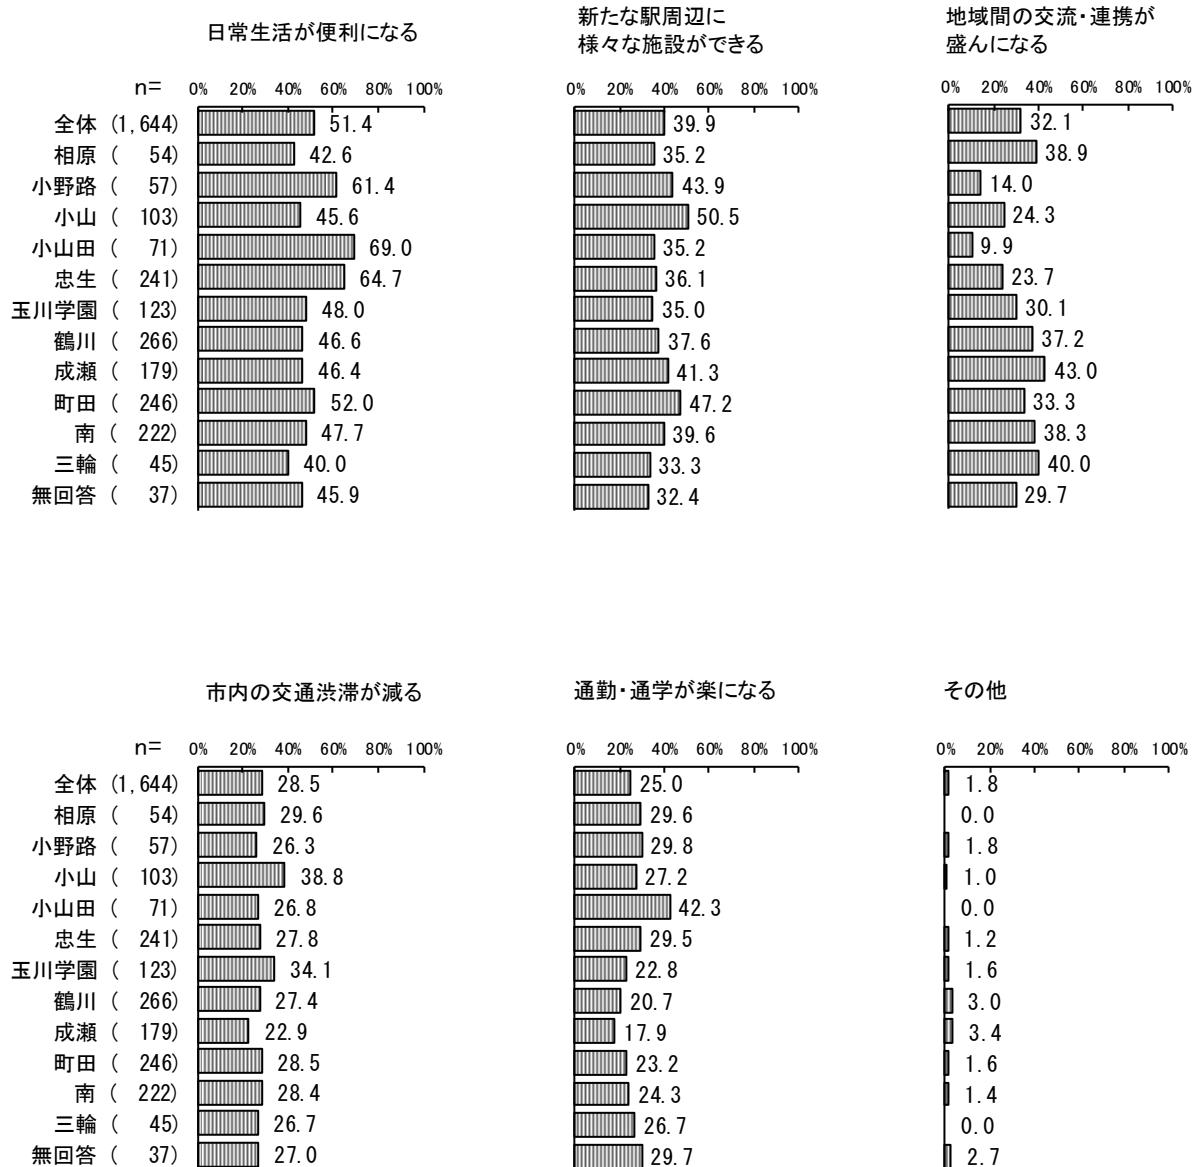 日常生活が便利になる
新たな駅周辺に
様々な施設ができる
地域間の交流・連携が
盛んになる
n= 0% 20% 40% 60% 80% 100% 0% 20% 40% 60% 80% 100% 0% 20% 40% 60% 80% 100%
全体 (1,644) 51.4 39.9 32.1
相原 ( 54) 42.6 35.2 38.9
小野路 ( 57) 61.4 43.9 14.0
小山 ( 103) 45.6 50.5 24.3
小山田 ( 71) 69.0 35.2 9.9
忠生 ( 241) 64.7 36.1 23.7
玉川学園 ( 123) 48.0 35.0 30.1
鶴川 ( 266) 46.6 37.6 37.2
成瀬 ( 179) 46.4 41.3 43.0
町田 ( 246) 52.0 47.2 33.3
南 ( 222) 47.7 39.6 38.3
三輪 ( 45) 40.0 33.3 40.0
無回答 ( 37) 45.9 32.4 29.7
市内の交通渋滞が減る 通勤・通学が楽になる その他
n= 0% 20% 40% 60% 80% 100% 0% 20% 40% 60% 80% 100% 0% 20% 40% 60% 80% 100%
全体 (1,644) 28.5 25.0 1.8
相原 ( 54) 29.6 29.6 0.0
小野路 ( 57) 26.3 29.8 1.8
小山 ( 103) 38.8 27.2 1.0
小山田 ( 71) 26.8 42.3 0.0
忠生 ( 241) 27.8 29.5 1.2
玉川学園 ( 123) 34.1 22.8 1.6
鶴川 ( 266) 27.4 20.7 3.0
成瀬 ( 179) 22.9 17.9 3.4
町田 ( 246) 28.5 23.2 1.6
南 ( 222) 28.4 24.3 1.4
三輪 ( 45) 26.7 26.7 0.0
無回答 ( 37) 27.0 29.7 2.7